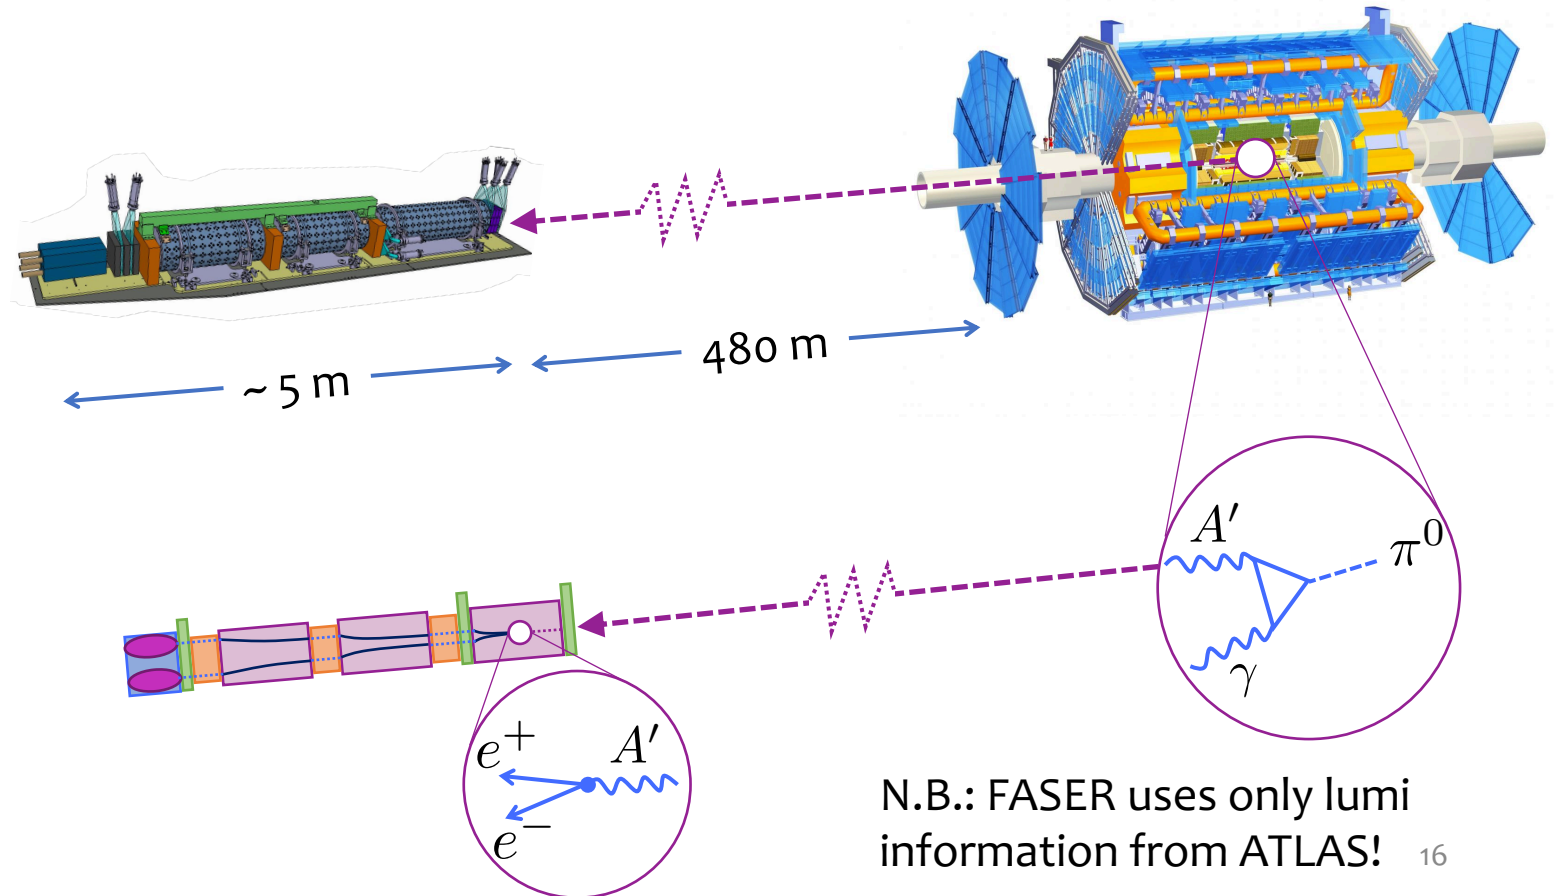 480 m
~ 5 m
A′
π⁰
γ
e⁺
A′
e⁻
N.B.: FASER uses only lumi
information from ATLAS!
16